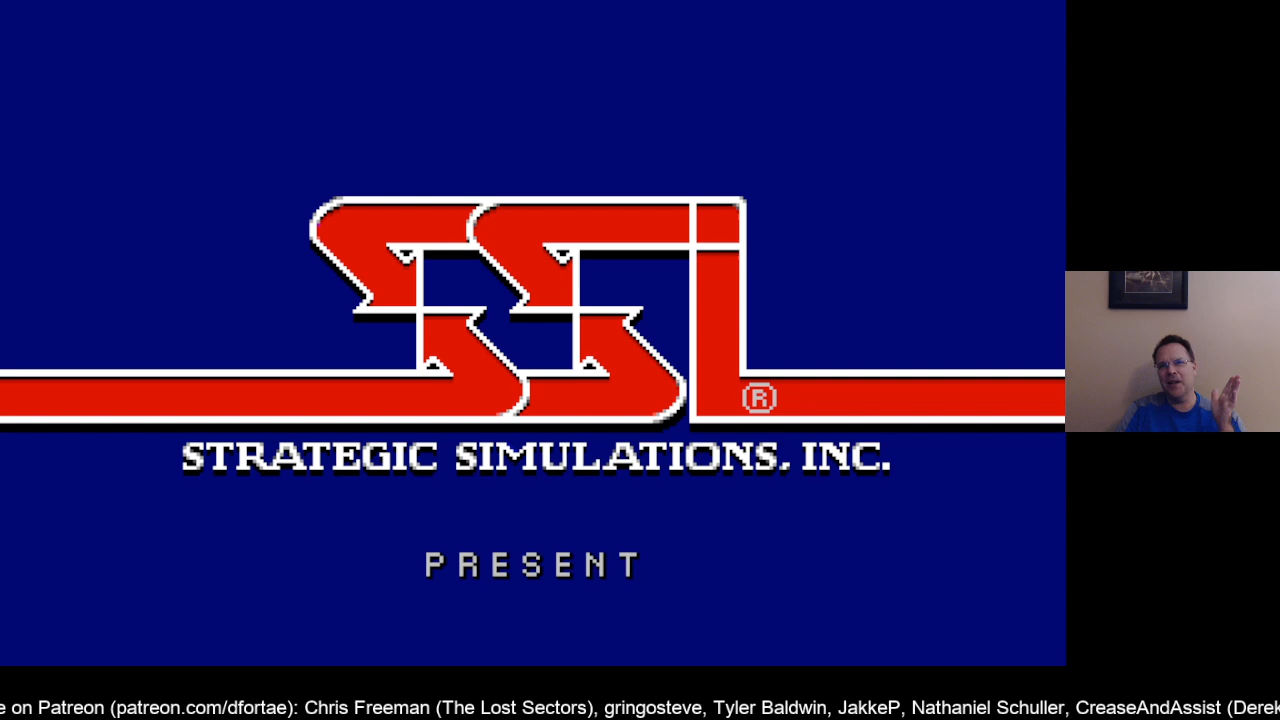 SSI
®
STRATEGIC SIMULATIONS, INC.
PRESENT
e on Patreon (patreon.com/dfortae): Chris Freeman (The Lost Sectors), gringosteve, Tyler Baldwin, JakkeP, Nathaniel Schuller, CreaseAndAssist (Derek